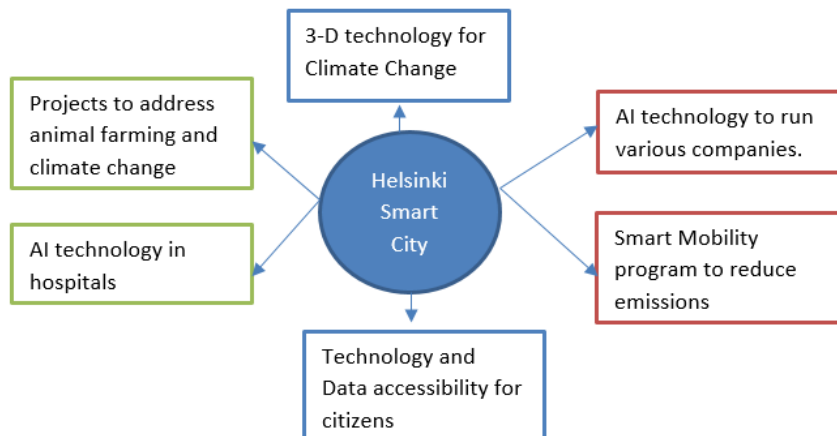 3-D technology for
Climate Change
Projects to address
animal farming and
climate change
AI technology to run
various companies.
Helsinki
Smart
City
AI technology in
hospitals
Smart Mobility
program to reduce
emissions
Technology and
Data accessibility for
citizens